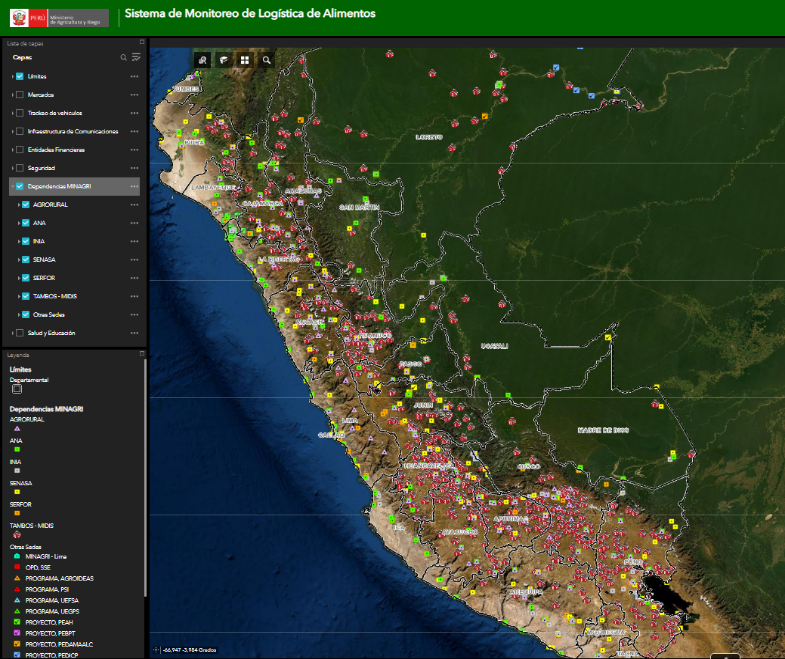 PERÚ
Ministerio
de Agricultura y Riego
Sistema de Monitoreo de Logística de Alimentos
Lista de capas
Capas
Límites
Mercados
Tradeo de vehículos
Infraestructura de Comunicaciones
Entidades Financieras
Seguridad
Dependencias MINAGRI
AGRORURAL
ANA
INIA
SENASA
SERFOR
TAMBOS - MIDIS
Otras Sedes
Salud y Educación
Leyenda
Límites
Departamental
Dependencias MINAGRI
AGRORURAL
ANA
INIA
SENASA
SERFOR
TAMBOS - MIDIS
Otras Sedes
MINAGRI - Lima
OPD, SSE
PROGRAMA, AGROIDEAS
PROGRAMA, PSI
PROGRAMA, UEFSA
PROGRAMA, UEGPS
PROYECTO, PEAH
PROYECTO, PEBPT
PROYECTO, PEDAMAALC
PROYECTO, PEDICP
TUMBES
PIURA
LORETO
LAMBAYEQUE
AMAZONAS
CAJAMARCA
SAN MARTIN
LA LIBERTAD
ANCASH
HUANUCO
UCAYALI
PASCO
JUNIN
LIMA
CALLAO
MADRE DE DIOS
HUANCAVELICA
CUSCO
ICA
APURIMAC
AYACUCHO
PUNO
AREQUIPA
MOQUEGUA
TACNA
-66.947 -3.984 Grados